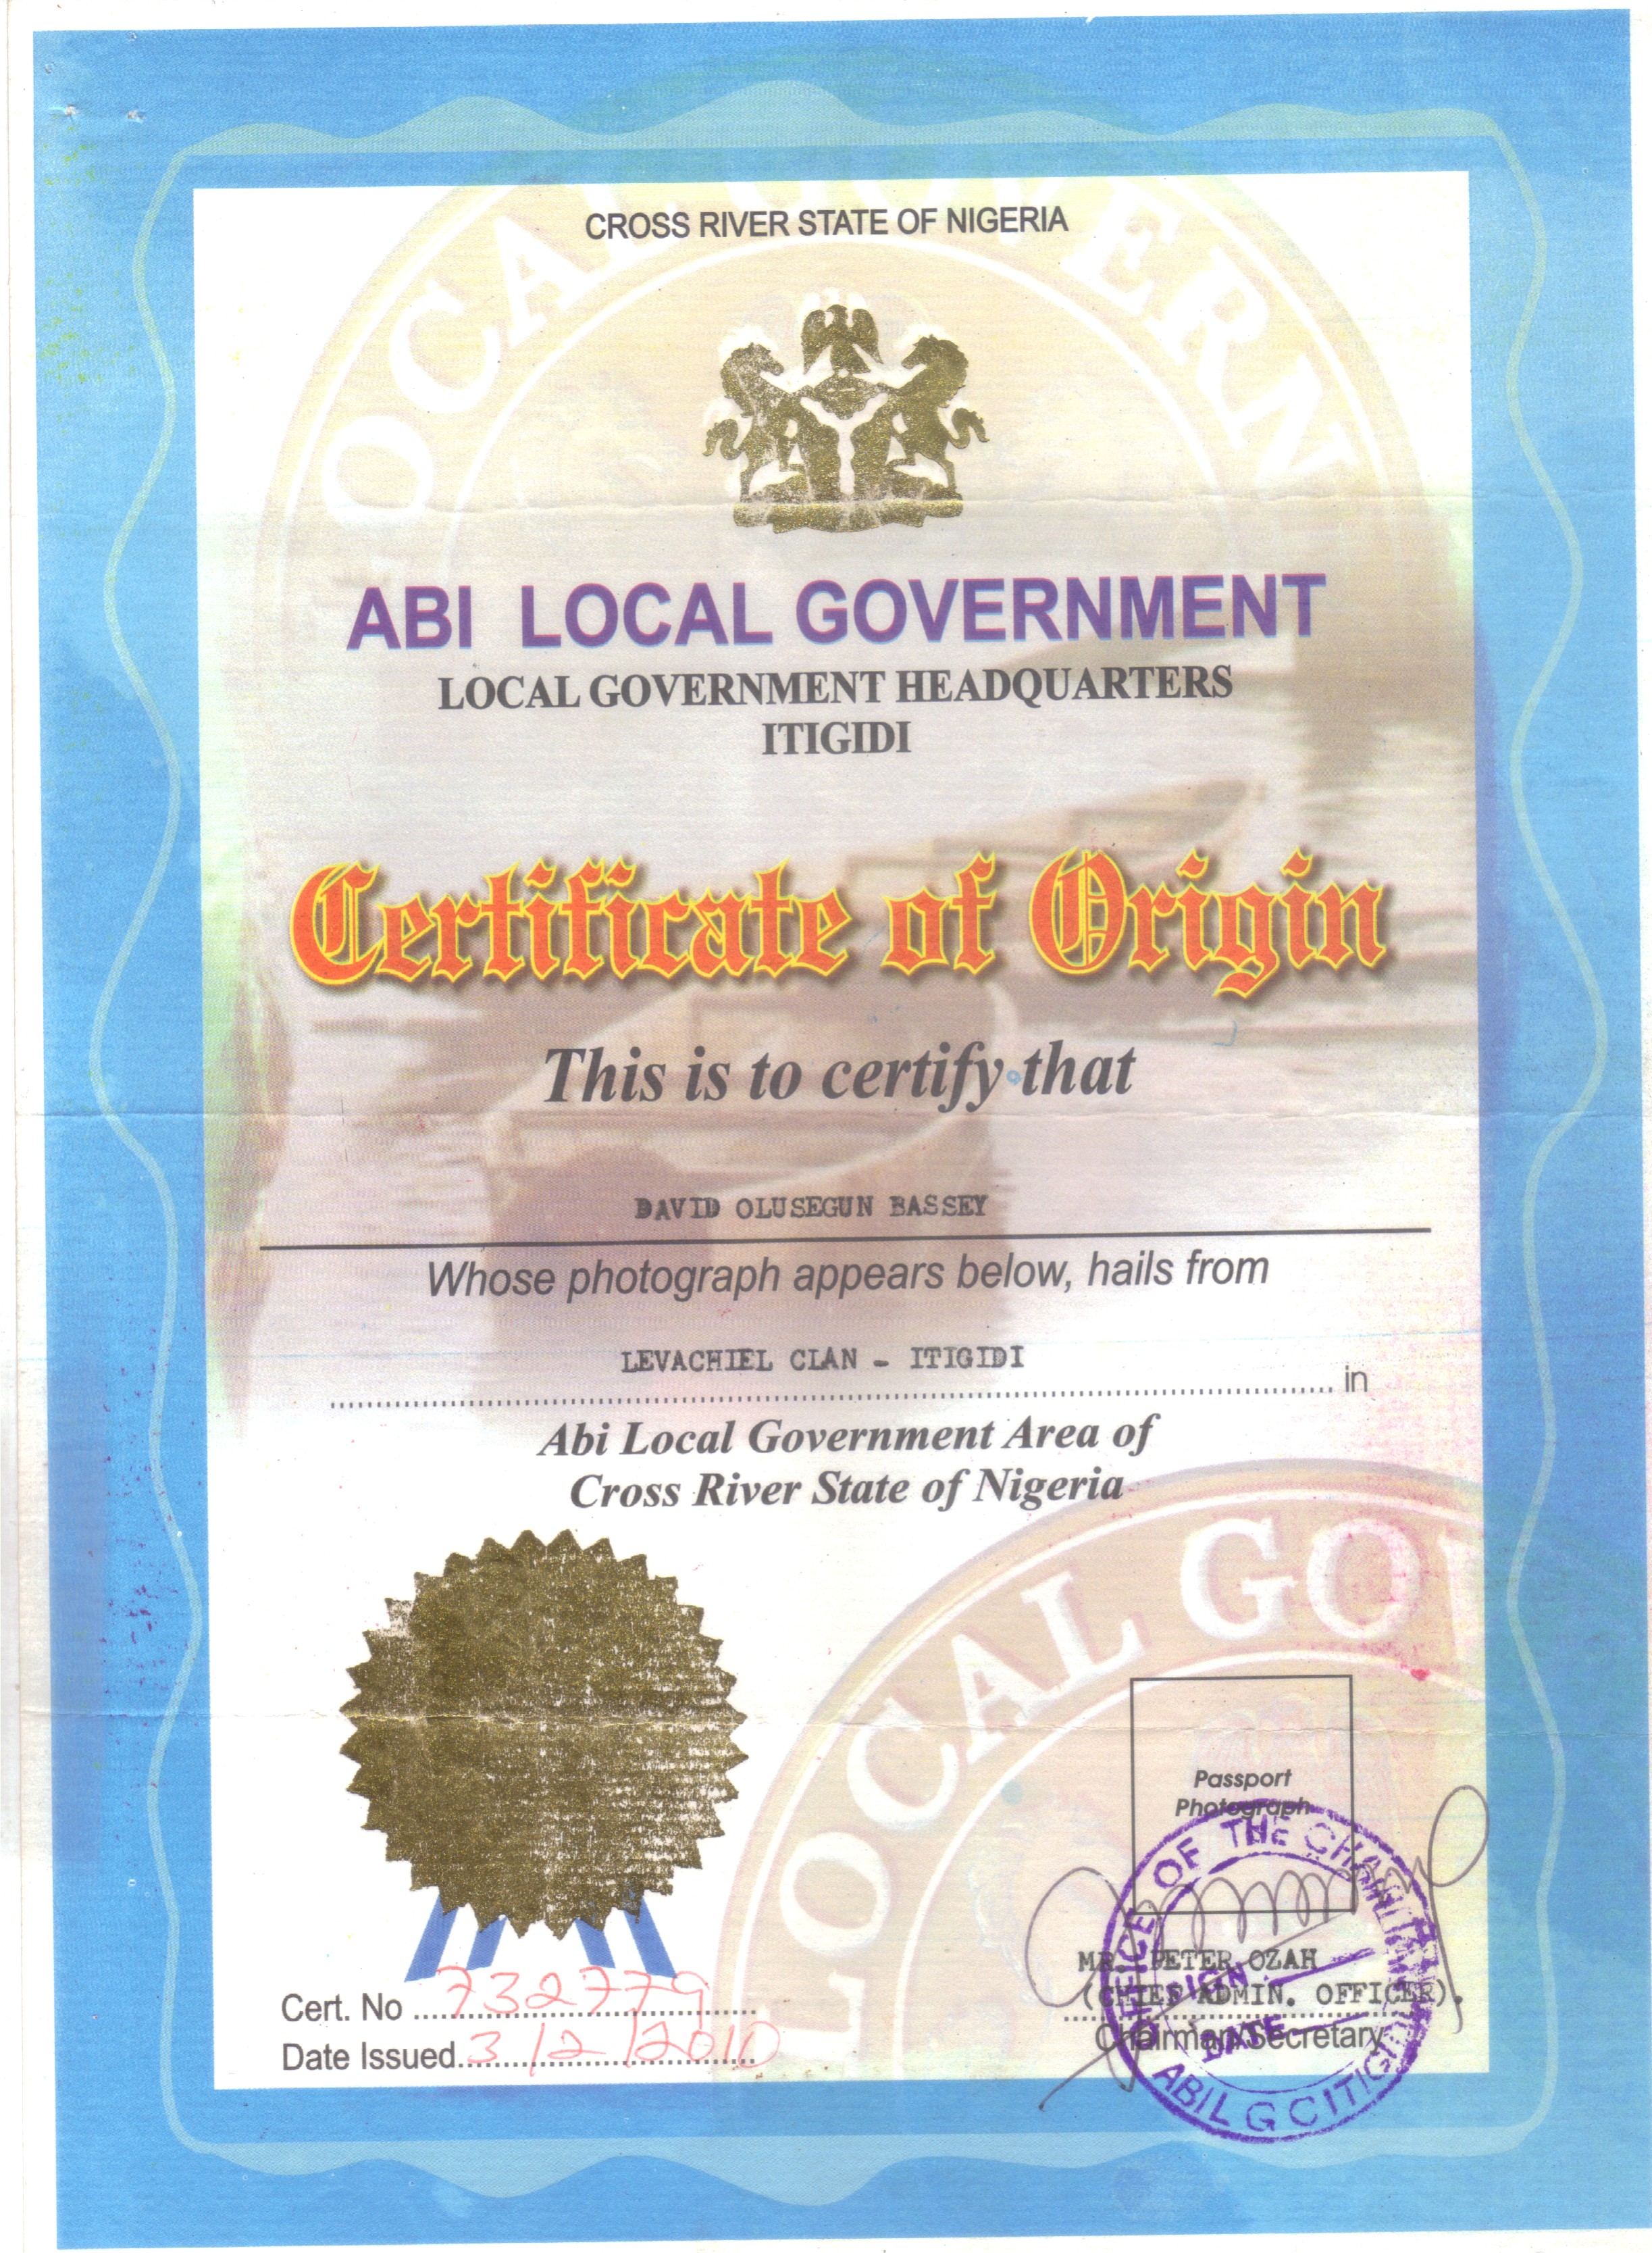 CROSS RIVER STATE OF NIGERIA
ABI LOCAL GOVERNMENT
LOCAL GOVERNMENT HEADQUARTERS
ITIGIDI
Certificate of Origin
This is to certify that
DAVID OLUSEGUN BASSEY
Whose photograph appears below, hails from
LEVACHIEL CLAN - ITIGIDI
in
Abi Local Government Area of
Cross River State of Nigeria
LOCAL GOV
Passport
Photograph
OFFICE OF THE CHAIRMAN
MR. PETER OZAH
SIGN
(CHIEF ADMIN. OFFICER).
Chairman/Secretary
DATE
ABI L G C ITIGIDI
Cert. No 732779
Date Issued 3/2/2010